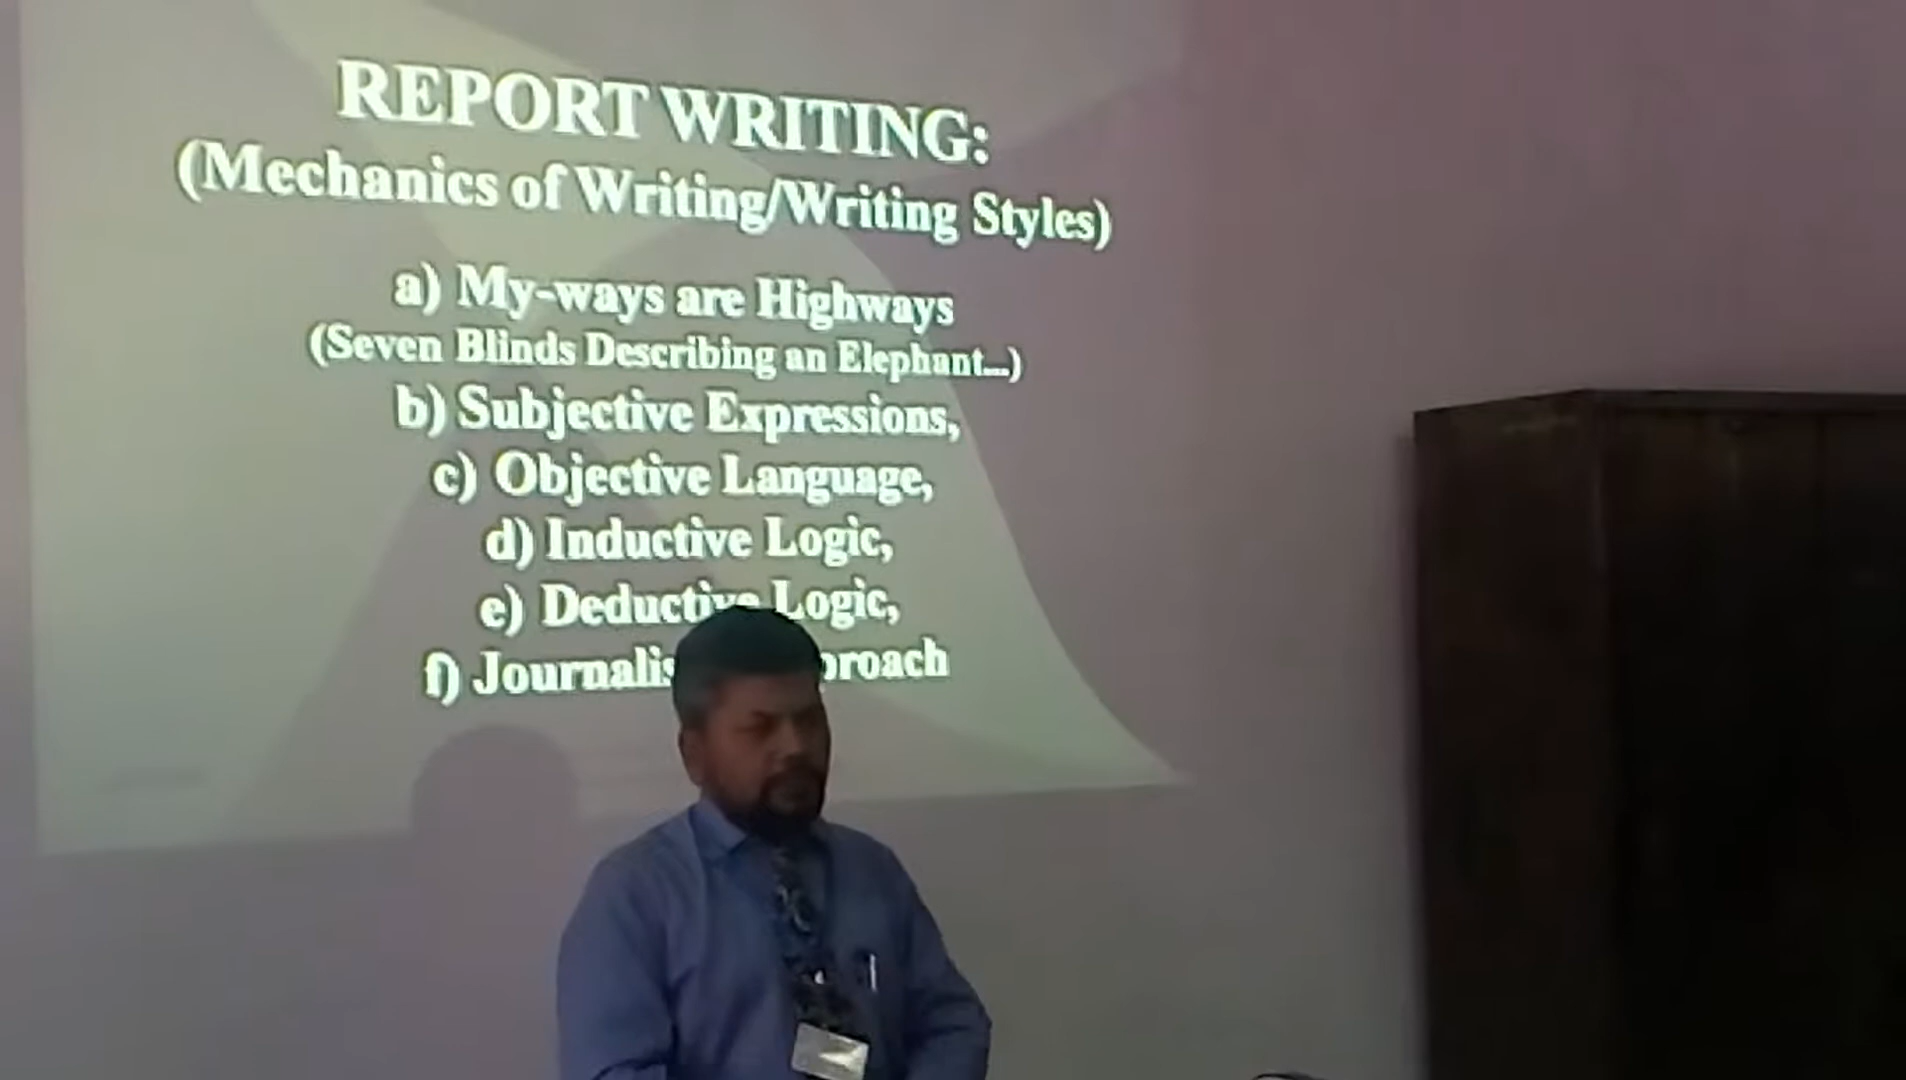 REPORT WRITING:
(Mechanics of Writing/Writing Styles)
a) My-ways are Highways
(Seven Blinds Describing an Elephant...)
b) Subjective Expressions,
c) Objective Language,
d) Inductive Logic,
e) Deductive Logic,
f)